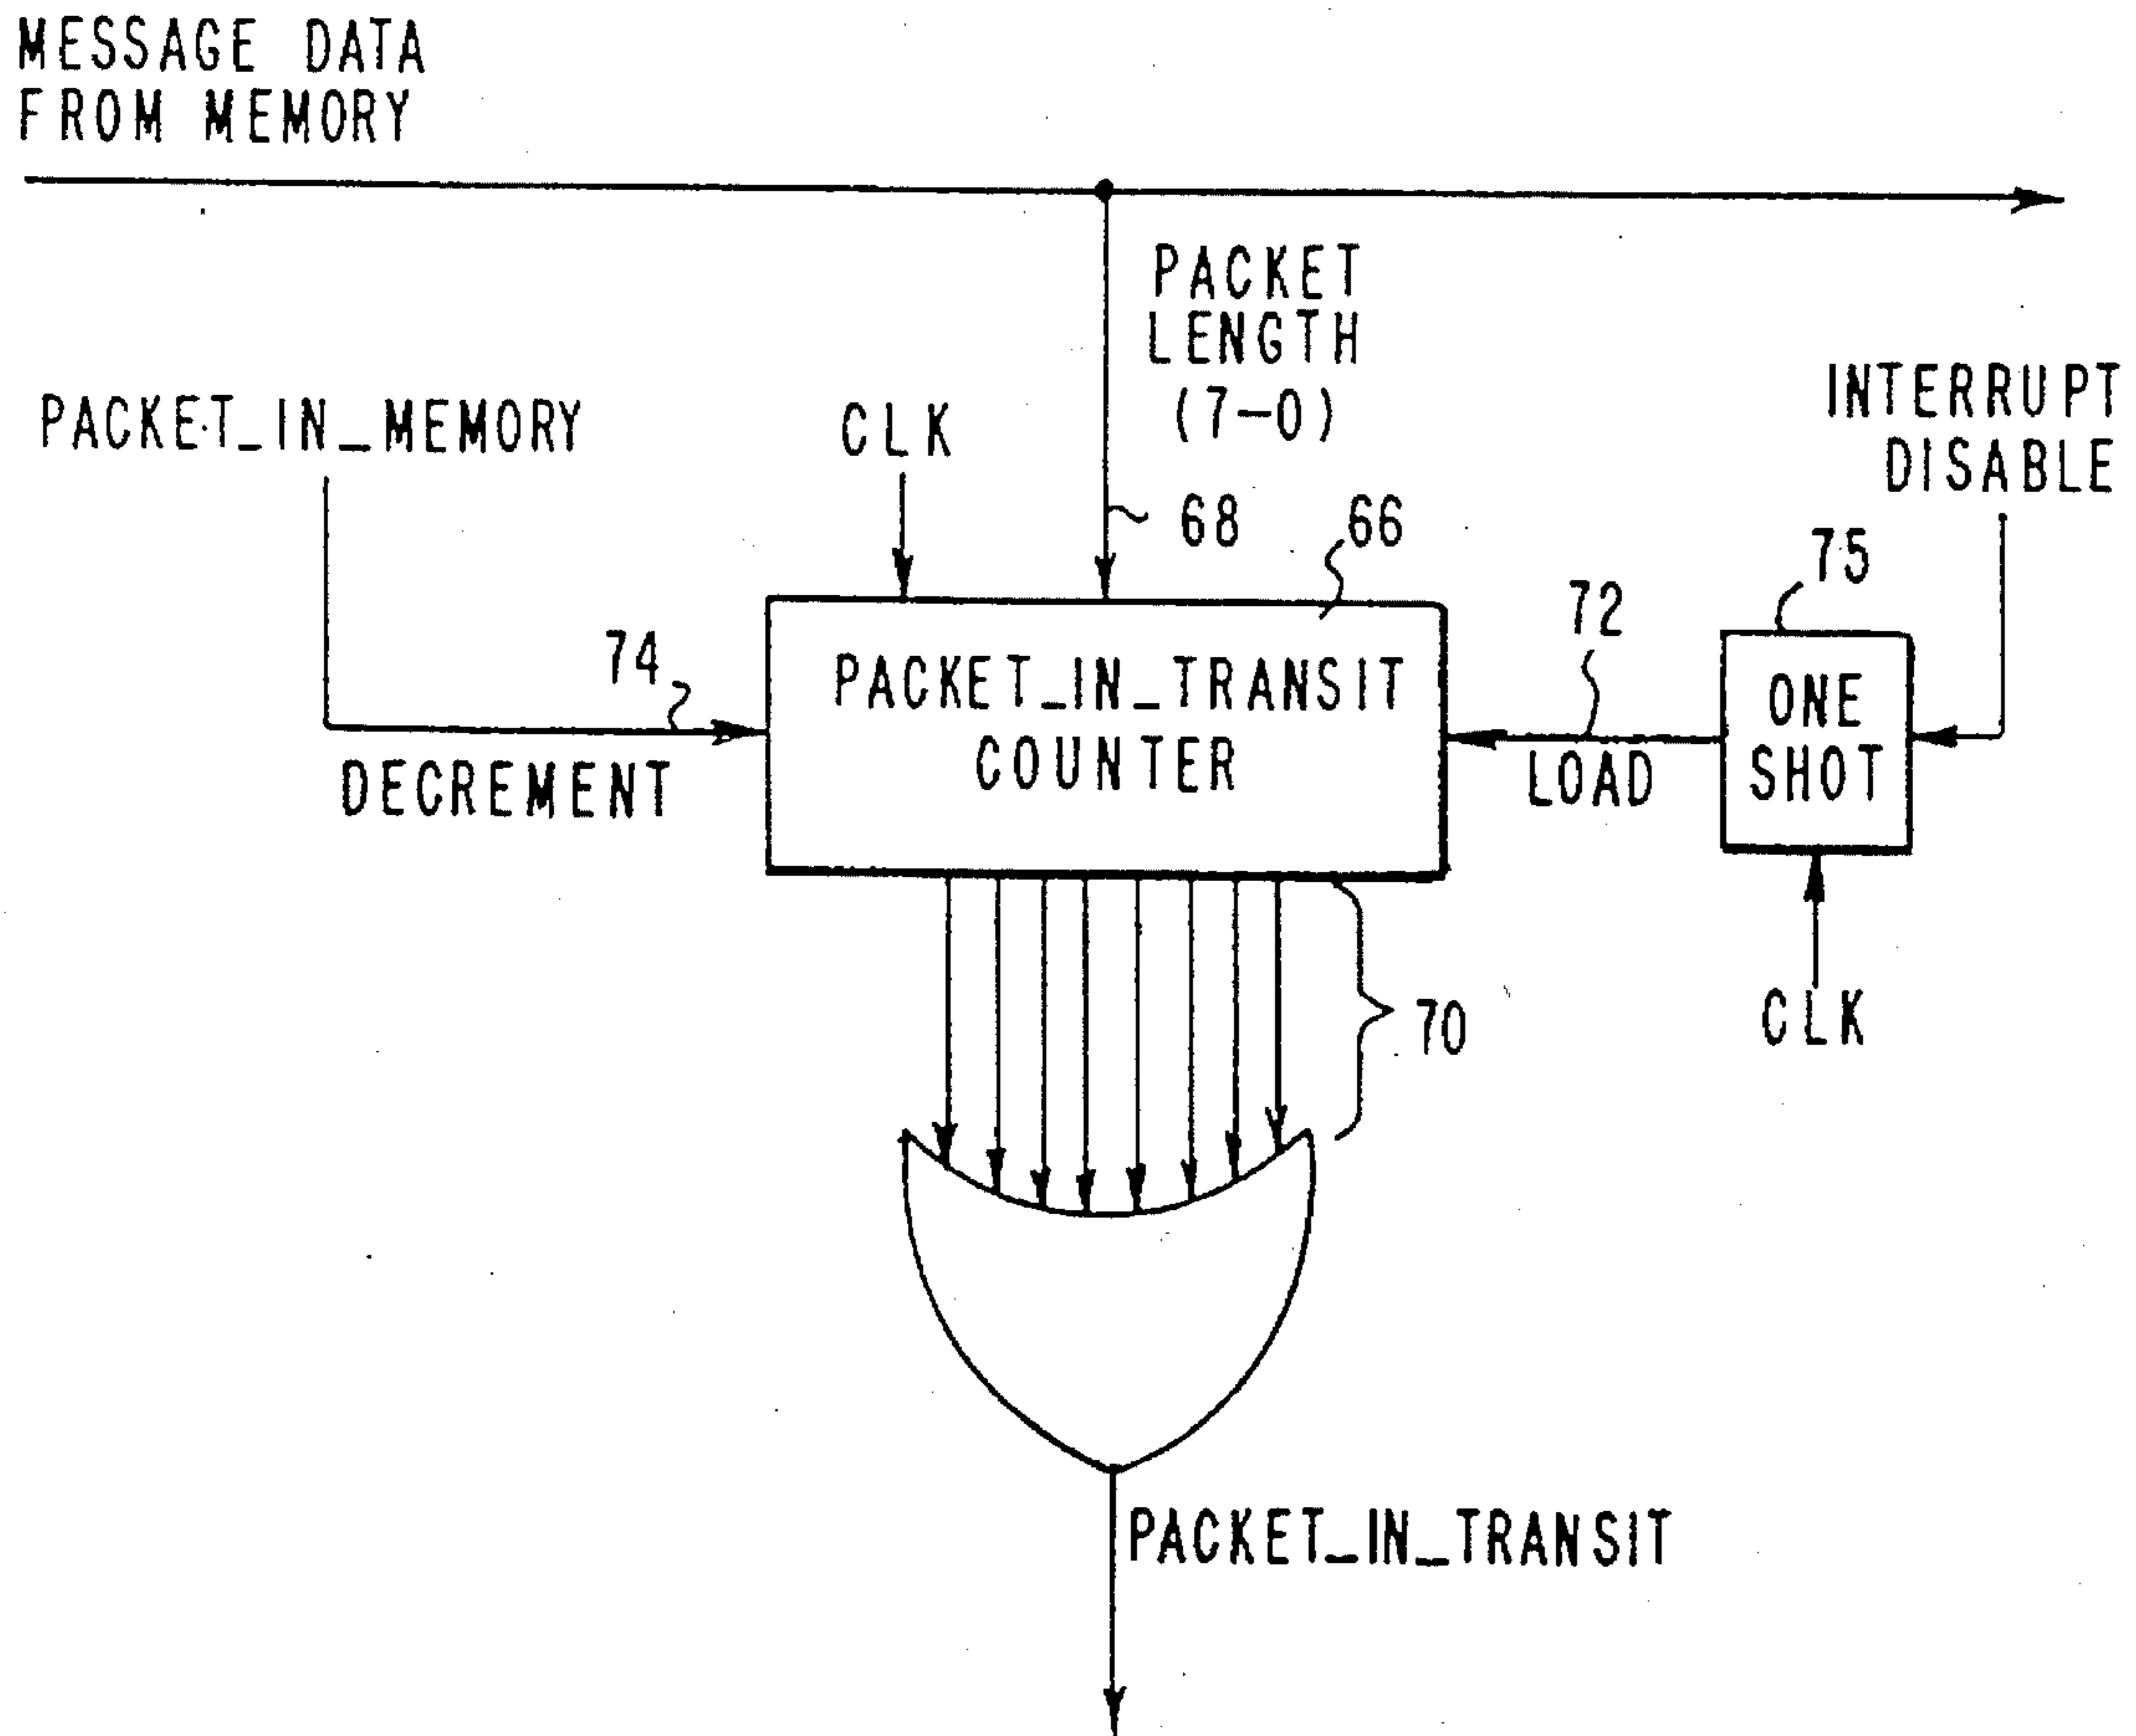 MESSAGE DATA
FROM MEMORY
PACKET
LENGTH
(7-0)
INTERRUPT
DISABLE
PACKET_IN_MEMORY
CLK
68
66
75
72
74
PACKET_IN_TRANSIT
COUNTER
ONE
SHOT
DECREMENT
LOAD
70
CLK
PACKET_IN_TRANSIT